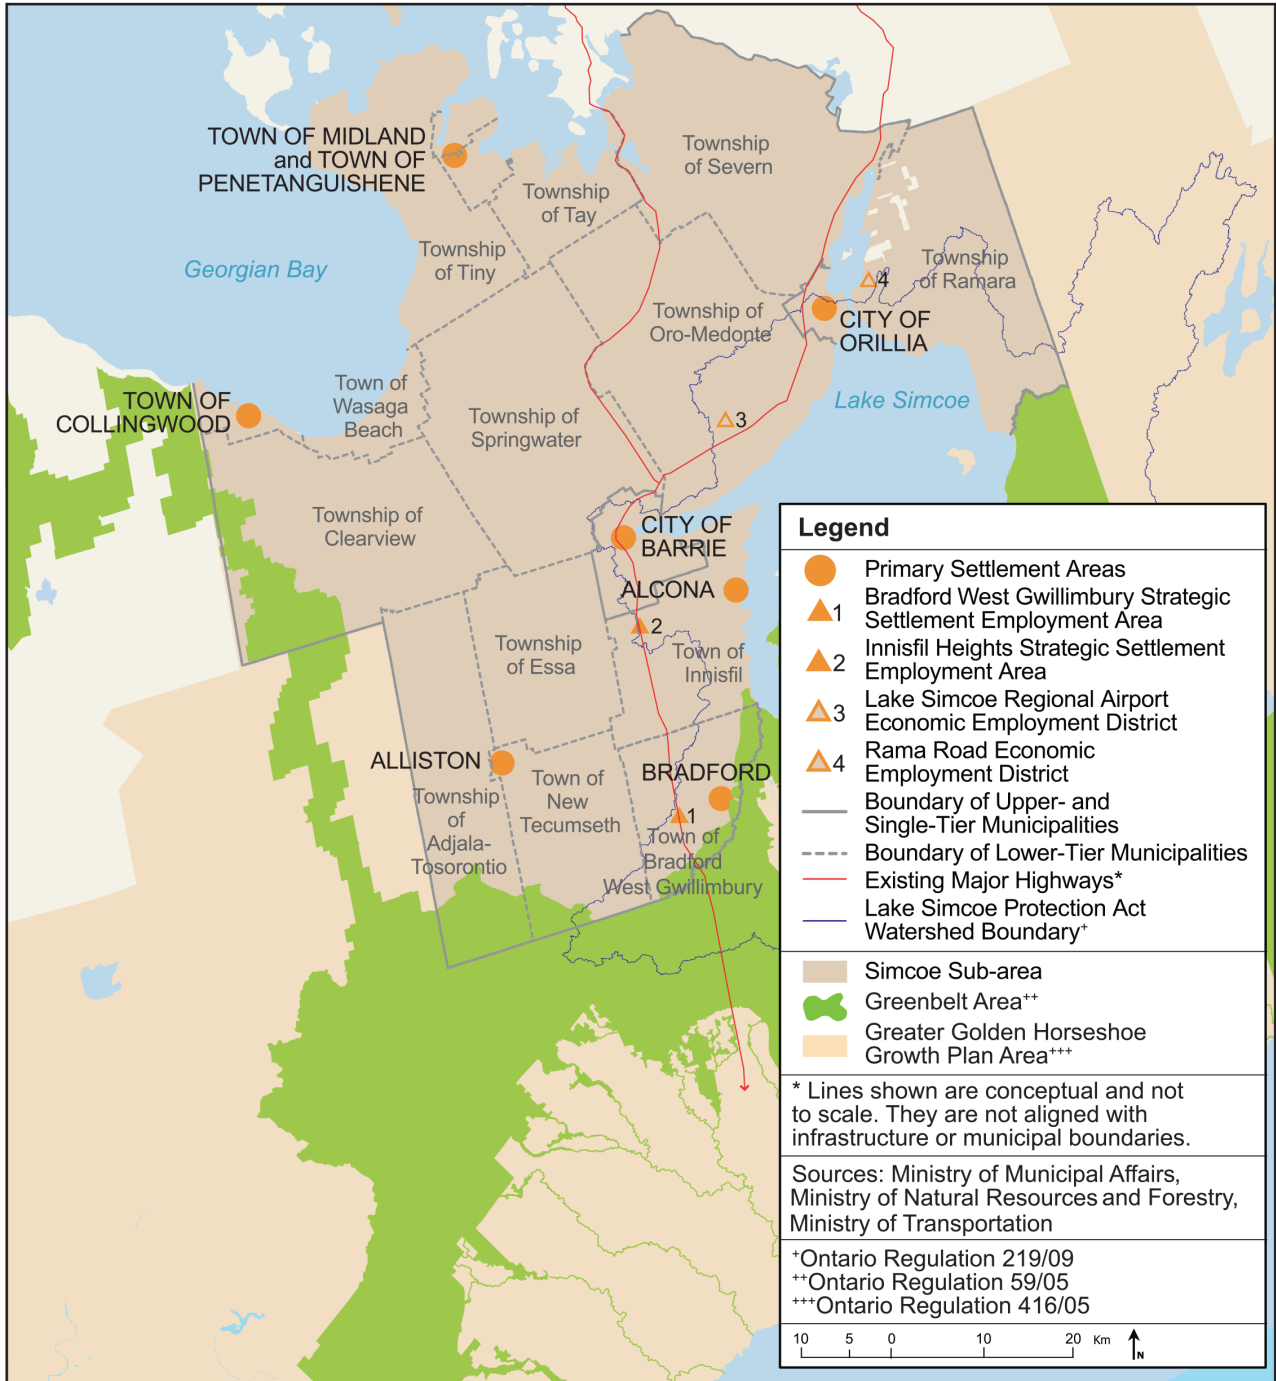 TOWN OF MIDLAND
and TOWN OF
PENETANGUISHENE
Township
of Severn
Township
of Tay
Township
of Tiny
Georgian Bay
Township
of Ramara
4
Township of
Oro-Medonte
CITY OF
ORILLIA
Lake Simcoe
TOWN OF
COLLINGWOOD
Town of
Wasaga
Beach
Township of
Springwater
3
Township of
Clearview
CITY OF
BARRIE
ALCONA
2
Township
of Essa
Town of
Innisfil
ALLISTON
BRADFORD
Town of
New
Tecumseth
Township
of
Adjala-
Tosorontio
1
Town of
Bradford
West Gwillimbury
Legend
Primary Settlement Areas
1 Bradford West Gwillimbury Strategic
Settlement Employment Area
2 Innisfil Heights Strategic Settlement
Employment Area
3 Lake Simcoe Regional Airport
Economic Employment District
4 Rama Road Economic
Employment District
Boundary of Upper- and
Single-Tier Municipalities
Boundary of Lower-Tier Municipalities
Existing Major Highways*
Lake Simcoe Protection Act
Watershed Boundary+
Simcoe Sub-area
Greenbelt Area++
Greater Golden Horseshoe
Growth Plan Area+++
* Lines shown are conceptual and not
to scale. They are not aligned with
infrastructure or municipal boundaries.
Sources: Ministry of Municipal Affairs,
Ministry of Natural Resources and Forestry,
Ministry of Transportation
+Ontario Regulation 219/09
++Ontario Regulation 59/05
+++Ontario Regulation 416/05
10 5 0 10 20 Km
N